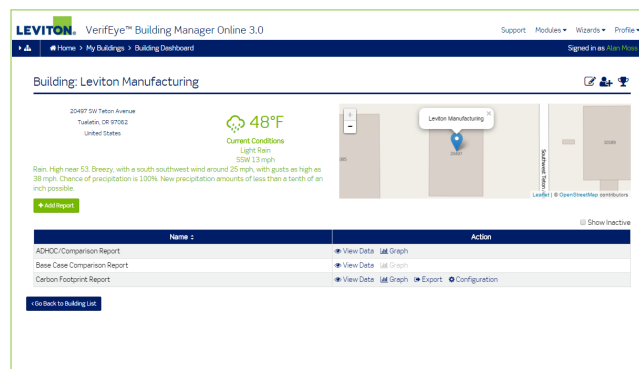 LEVITON® VerifEye™ Building Manager Online 3.0
Support Modules Wizards Profile
Home > My Buildings > Building Dashboard
Signed in as Alan Moss
Building: Leviton Manufacturing
20497 SW Teton Avenue
Tualatin, OR 97062
United States
48°F
Current Conditions
Light Rain
SSW 13 mph
Rain. High near 53. Breezy, with a south southwest wind around 25 mph, with gusts as high as
38 mph. Chance of precipitation is 100%. New precipitation amounts of less than a tenth of an
inch possible.
+ Add Report
+
-
Leviton Manufacturing ×
20497
Southwest Teton
Leaflet | © OpenStreetMap contributors
Show Inactive
Name Action
ADHOC/Comparison Report View Data Graph
Base Case Comparison Report View Data Graph
Carbon Footprint Report View Data Graph Export Configuration
< Go Back to Building List